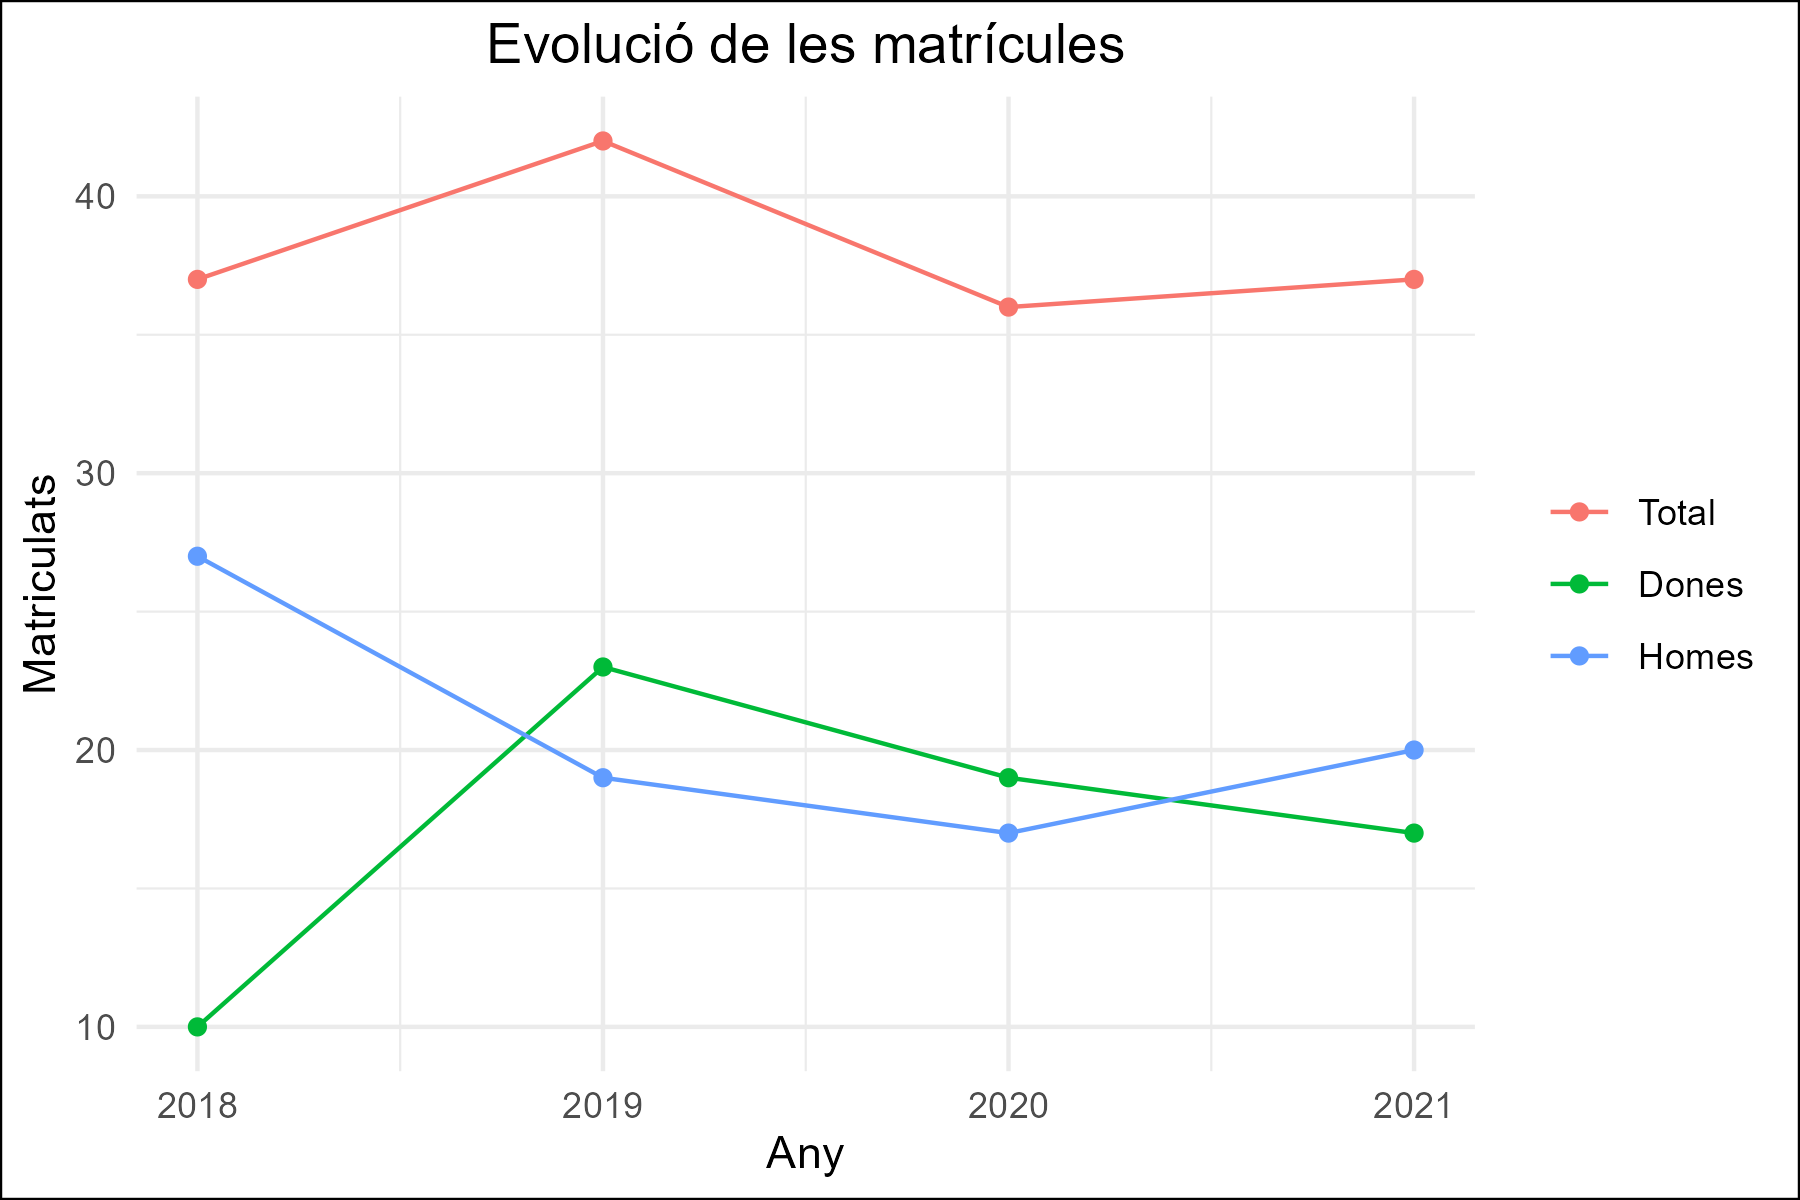 Evolució de les matrícules
Matriculats
40
30
20
10
2018 2019 2020 2021
Any
Total
Dones
Homes